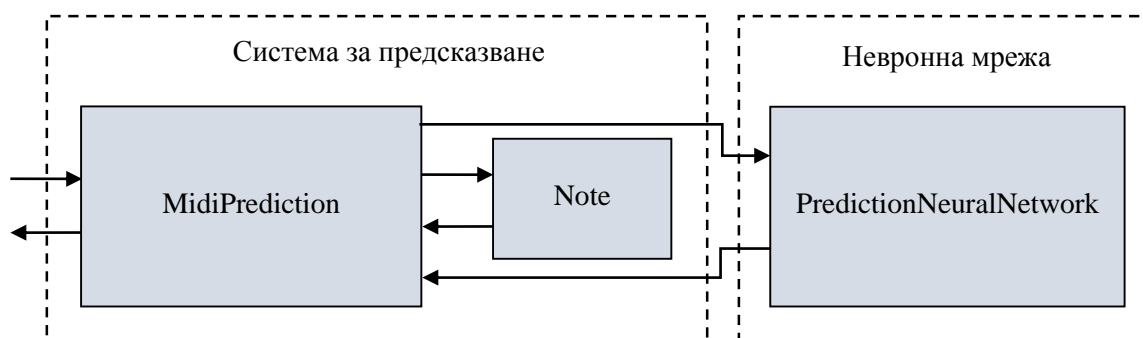 Система за предсказване
Невронна мрежа
MidiPrediction
Note
PredictionNeuralNetwork